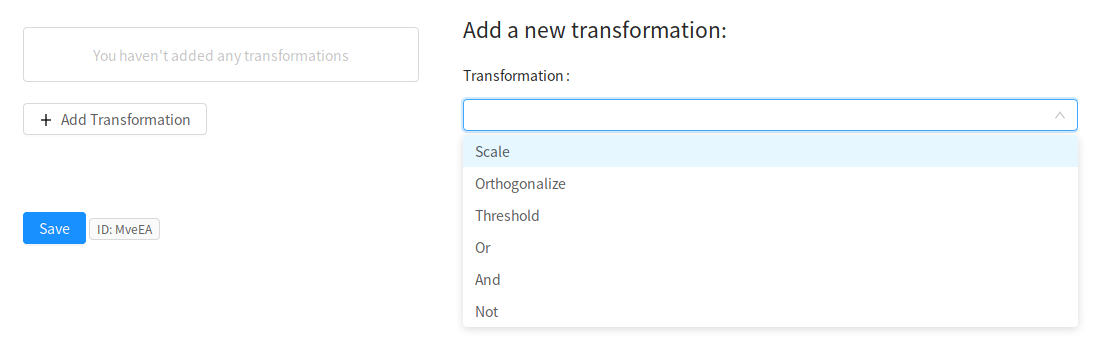 You haven't added any transformations
+ Add Transformation
Save
ID: MveEA
Add a new transformation:
Transformation :
Scale
Orthogonalize
Threshold
Or
And
Not